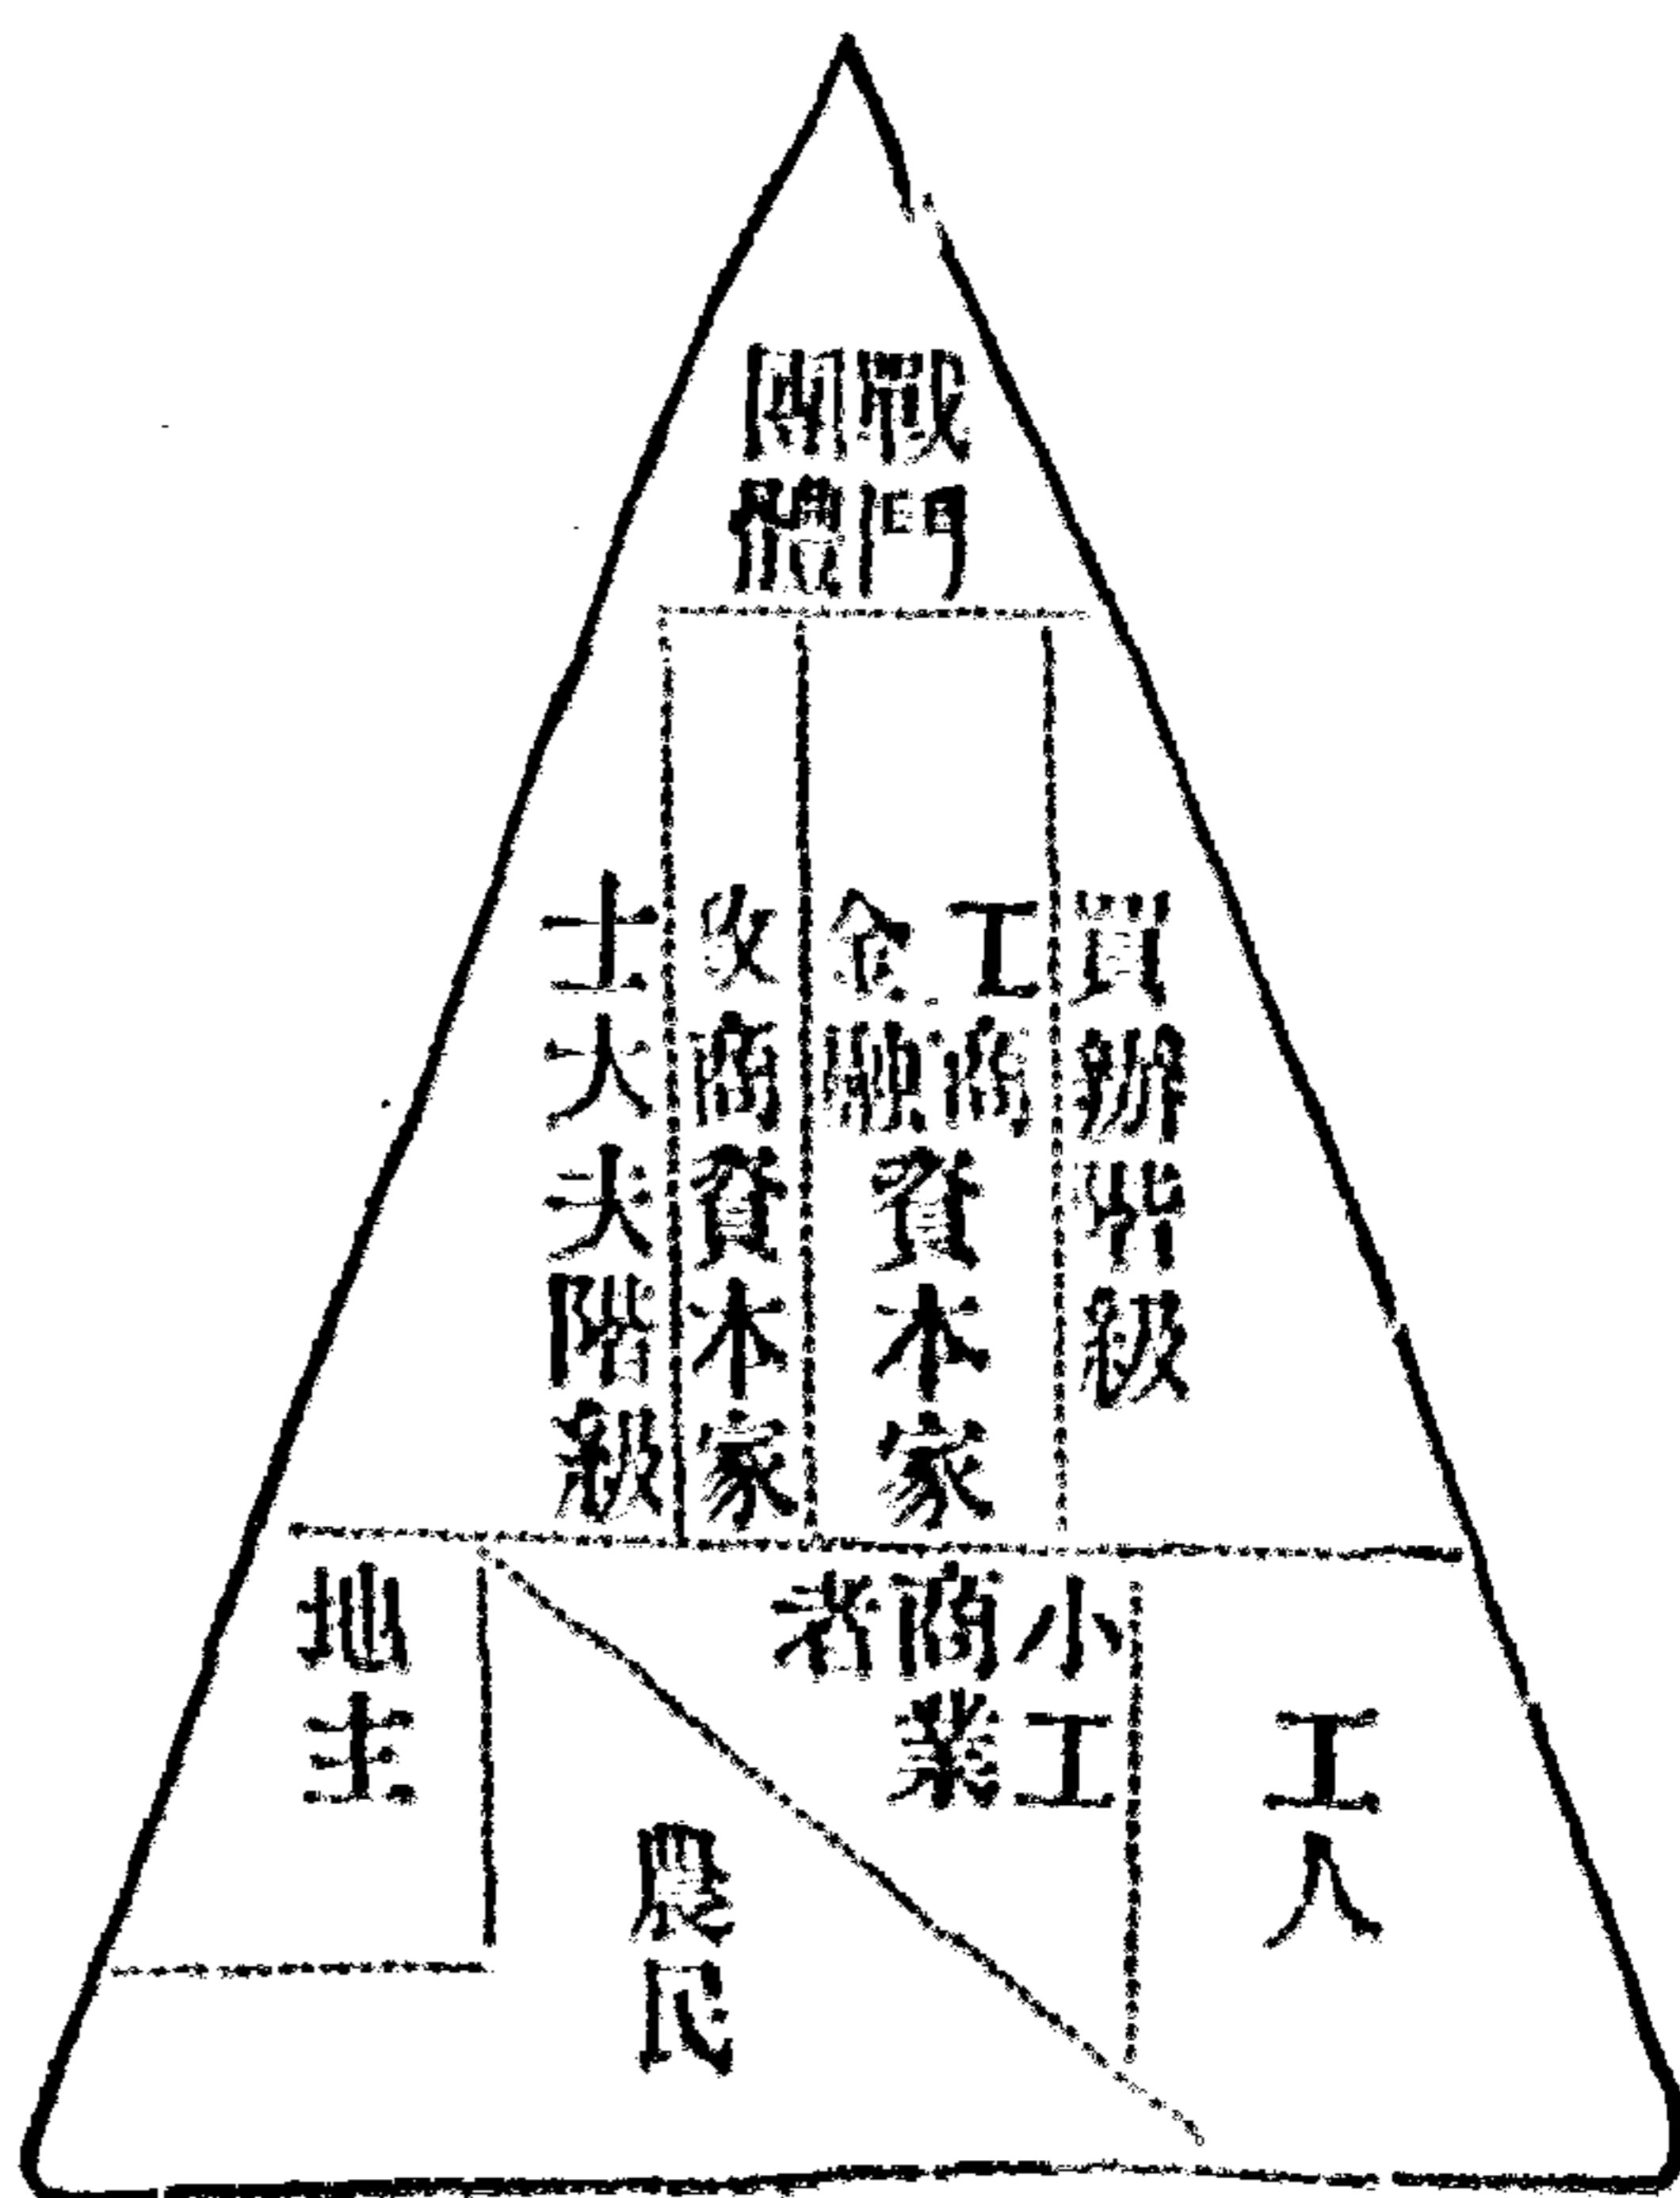 戰鬥
團體
買辦階級
工商
金融
資本家
政商資本家
士大夫階級
工人
小工
商業
者
農民
地主